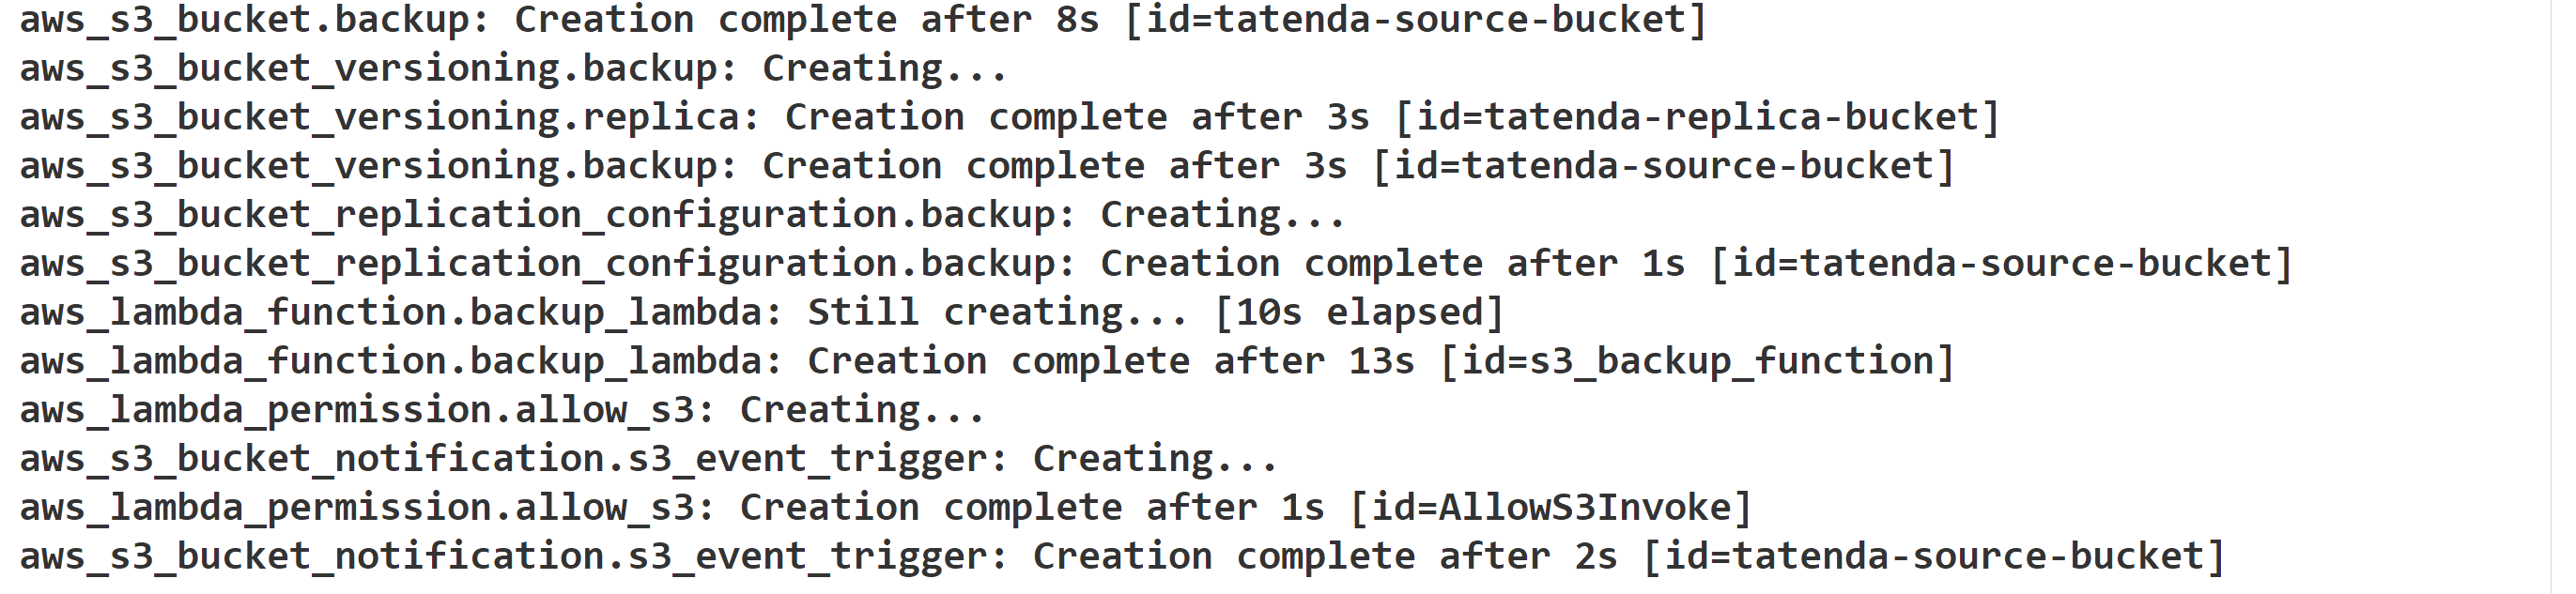 aws_s3_bucket.backup: Creation complete after 8s [id=tatenda-source-bucket]
aws_s3_bucket_versioning.backup: Creating...
aws_s3_bucket_versioning.replica: Creation complete after 3s [id=tatenda-replica-bucket]
aws_s3_bucket_versioning.backup: Creation complete after 3s [id=tatenda-source-bucket]
aws_s3_bucket_replication_configuration.backup: Creating...
aws_s3_bucket_replication_configuration.backup: Creation complete after 1s [id=tatenda-source-bucket]
aws_lambda_function.backup_lambda: Still creating... [10s elapsed]
aws_lambda_function.backup_lambda: Creation complete after 13s [id=s3_backup_function]
aws_lambda_permission.allow_s3: Creating...
aws_s3_bucket_notification.s3_event_trigger: Creating...
aws_lambda_permission.allow_s3: Creation complete after 1s [id=AllowS3Invoke]
aws_s3_bucket_notification.s3_event_trigger: Creation complete after 2s [id=tatenda-source-bucket]